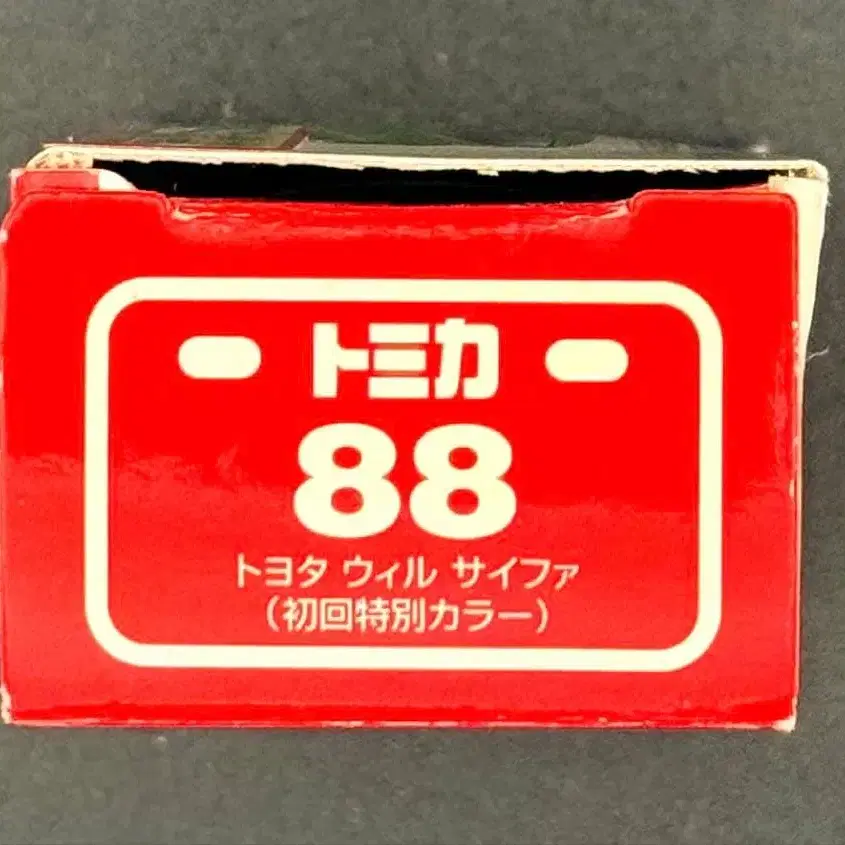 トミカ
88
トヨタ ウィル サイファ
（初回特別カラー）